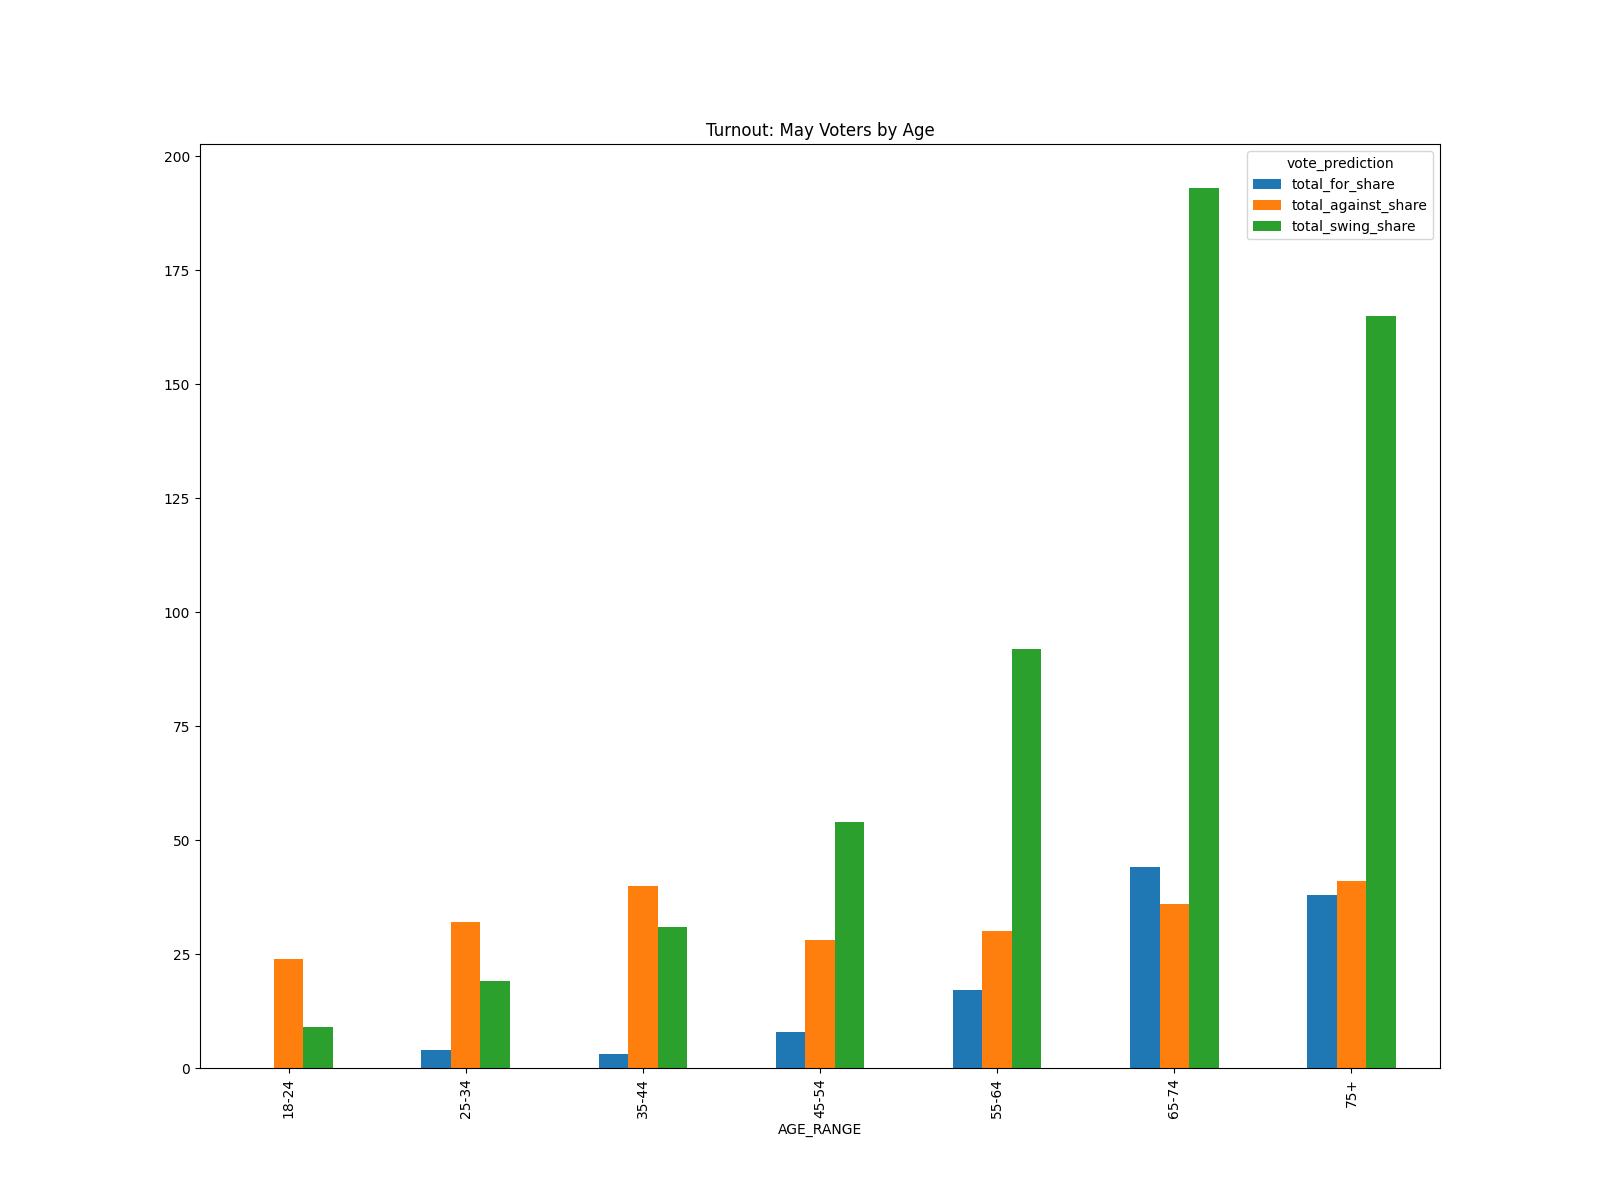 Turnout: May Voters by Age
vote_prediction
total_for_share
total_against_share
total_swing_share
200
175
150
125
100
75
50
25
0
18-24
25-34
35-44
45-54
55-64
65-74
75+
AGE_RANGE